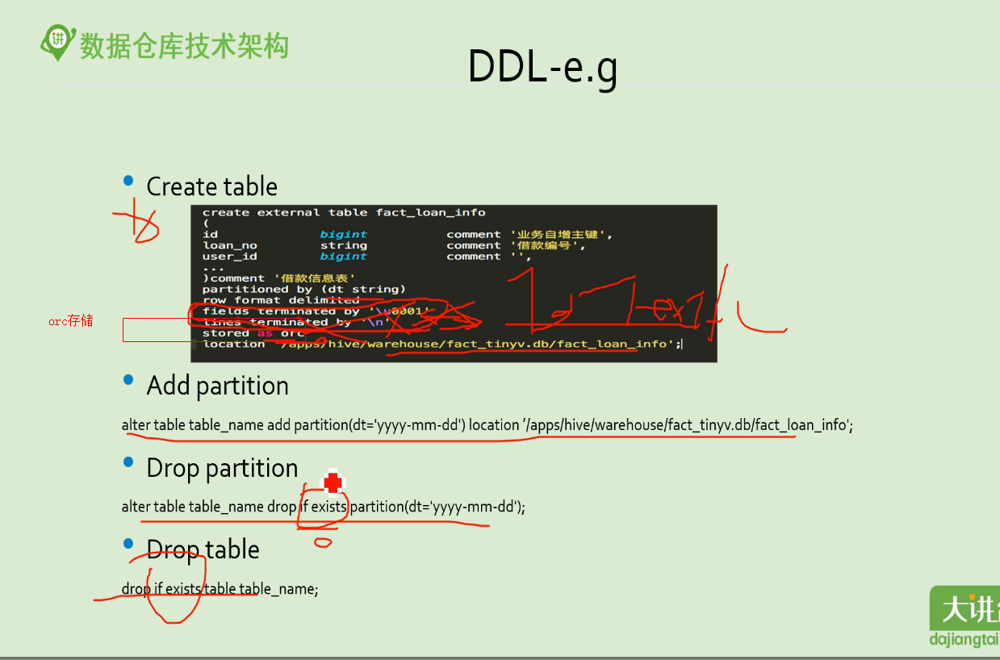 讲 数据仓库技术架构
DDL-e.g
Create table
create external table fact_loan_info
(
id bigint comment '业务自增主键',
loan_no string comment '借款编号',
user_id bigint comment '',
...
)comment '借款信息表'
partitioned by (dt string)
row format delimited
fields terminated by '\u0001'
lines terminated by '\n'
orc存储
stored as orc
location '/apps/hive/warehouse/fact_tinyv.db/fact_loan_info';
Add partition
alter table table_name add partition(dt='yyyy-mm-dd') location '/apps/hive/warehouse/fact_tinyv.db/fact_loan_info';
Drop partition
alter table table_name drop if exists partition(dt='yyyy-mm-dd');
Drop table
drop if exists table table_name;
大讲
dajiangtai